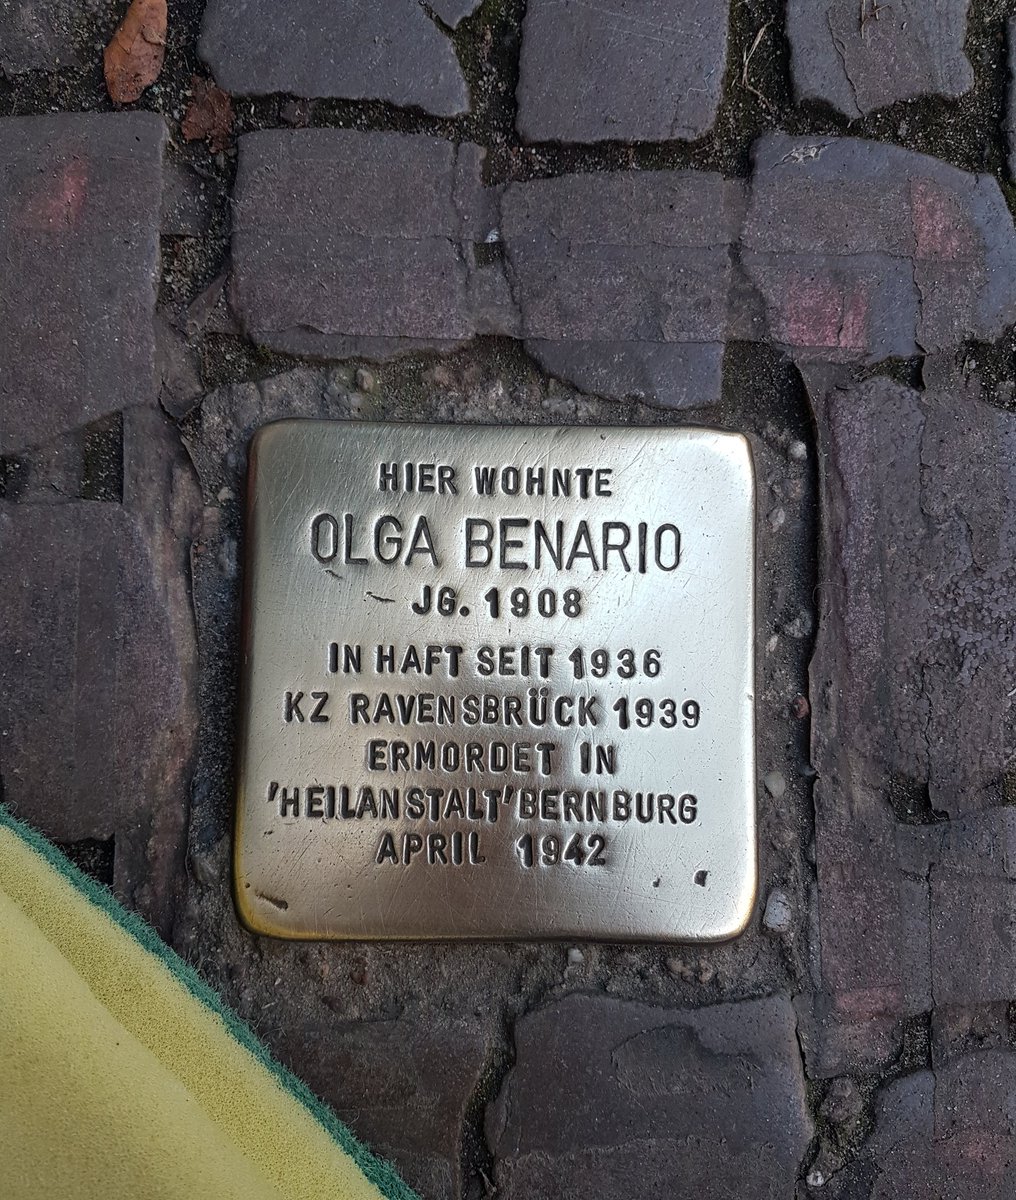 HIER WOHNTE
OLGA BENARIO
JG. 1908
IN HAFT SEIT 1936
KZ RAVENSBRÜCK 1939
ERMORDET IN
'HEILANSTALT' BERNBURG
APRIL 1942